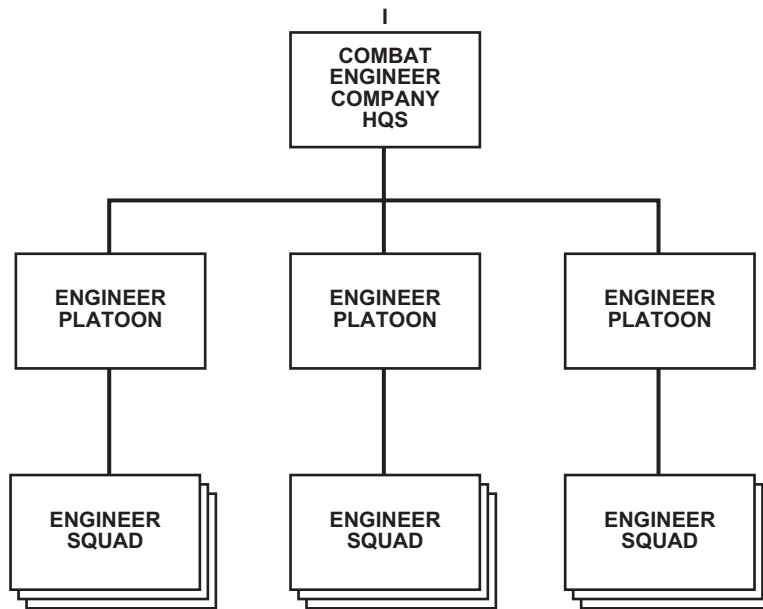 I
COMBAT
ENGINEER
COMPANY
HQS
ENGINEER
PLATOON
ENGINEER
PLATOON
ENGINEER
PLATOON
ENGINEER
SQUAD
ENGINEER
SQUAD
ENGINEER
SQUAD